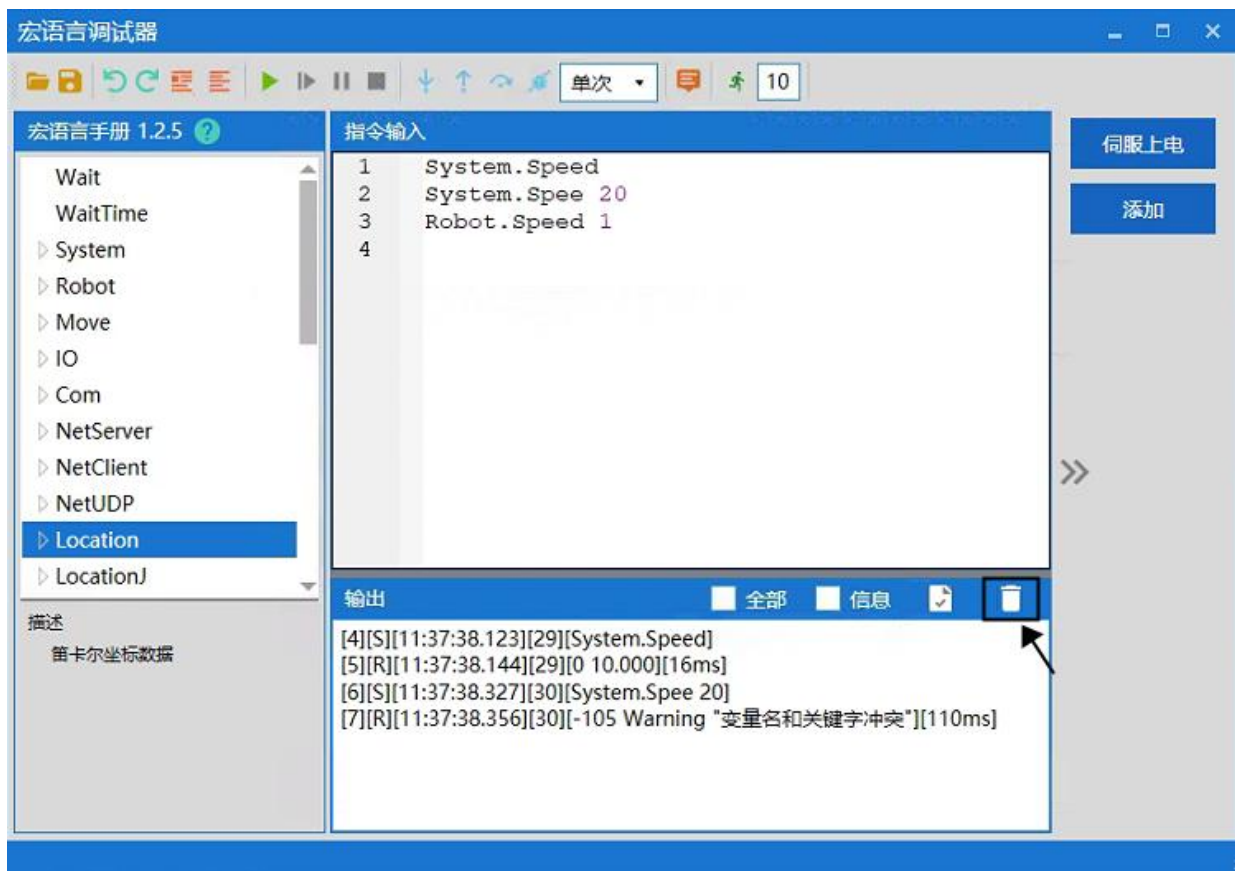 宏语言调试器
单次
10
宏语言手册 1.2.5
Wait
WaitTime
System
Robot
Move
IO
Com
NetServer
NetClient
NetUDP
Location
LocationJ
描述
笛卡尔坐标数据
指令输入
1 System.Speed
2 System.Spee 20
3 Robot.Speed 1
4
输出 全部 信息
[4][S][11:37:38.123][29][System.Speed]
[5][R][11:37:38.144][29][0 10.000][16ms]
[6][S][11:37:38.327][30][System.Spee 20]
[7][R][11:37:38.356][30][-105 Warning "变量名和关键字冲突"][110ms]
伺服上电
添加